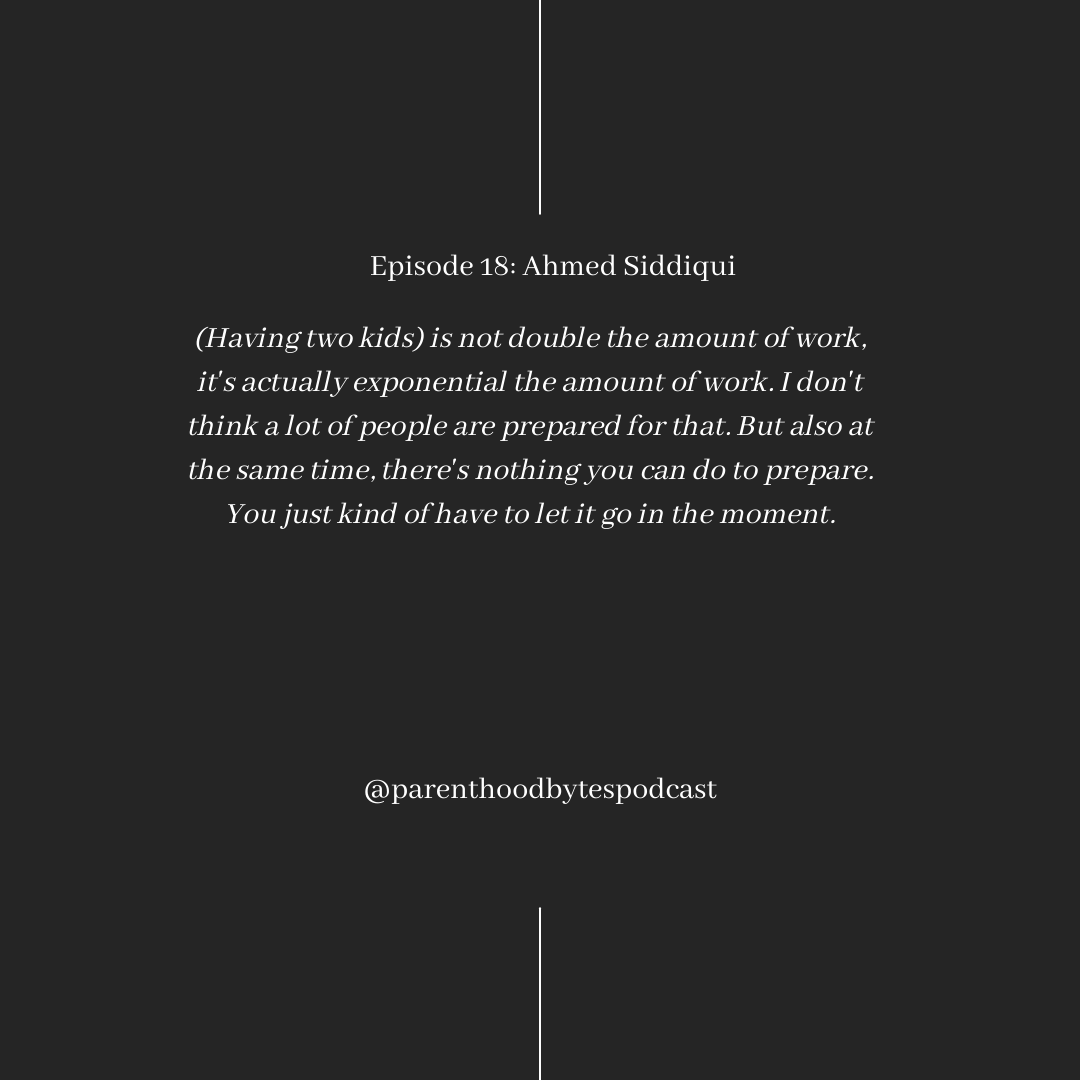 Episode 18: Ahmed Siddiqui
(Having two kids) is not double the amount of work,
it's actually exponential the amount of work. I don't
think a lot of people are prepared for that. But also at
the same time, there's nothing you can do to prepare.
You just kind of have to let it go in the moment.
@parenthoodbytespodcast